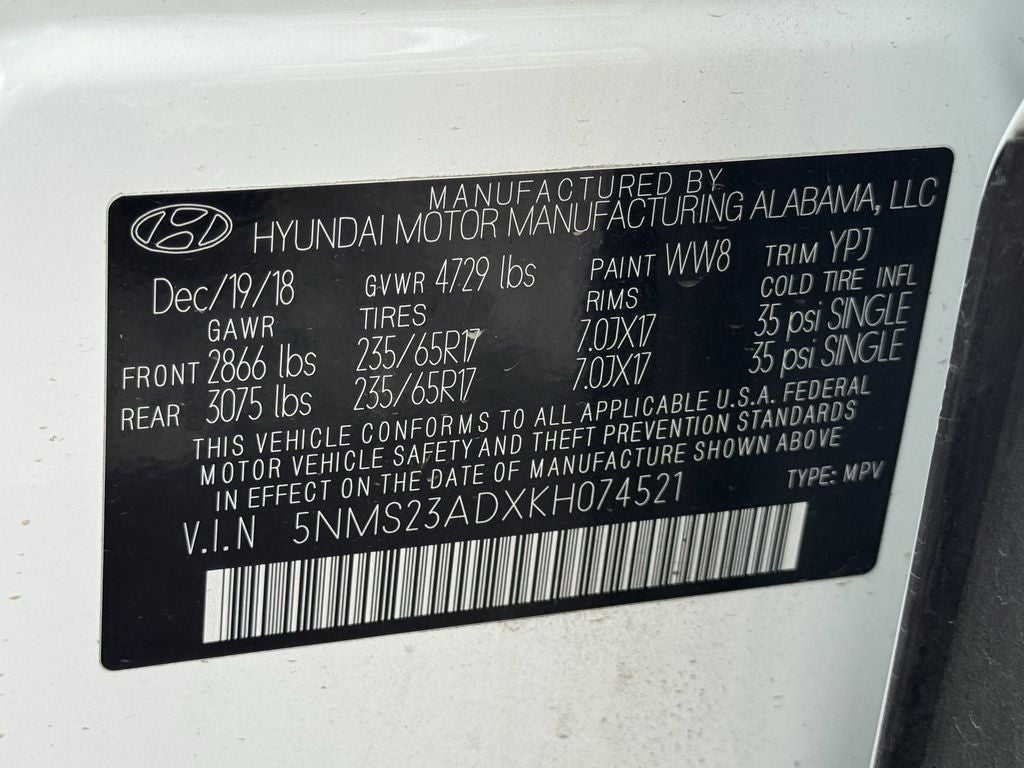 MANUFACTURED BY
HYUNDAI MOTOR MANUFACTURING ALABAMA, LLC
Dec/19/18 GVWR 4729 lbs PAINT WW8 TRIM YPJ
GAWR TIRES RIMS COLD TIRE INFL
FRONT 2866 lbs 235/65R17 7.0JX17 35 psi SINGLE
REAR 3075 lbs 235/65R17 7.0JX17 35 psi SINGLE
THIS VEHICLE CONFORMS TO ALL APPLICABLE U.S.A. FEDERAL
MOTOR VEHICLE SAFETY AND THEFT PREVENTION STANDARDS
IN EFFECT ON THE DATE OF MANUFACTURE SHOWN ABOVE
V.I.N 5NMS23ADXKH074521 TYPE: MPV